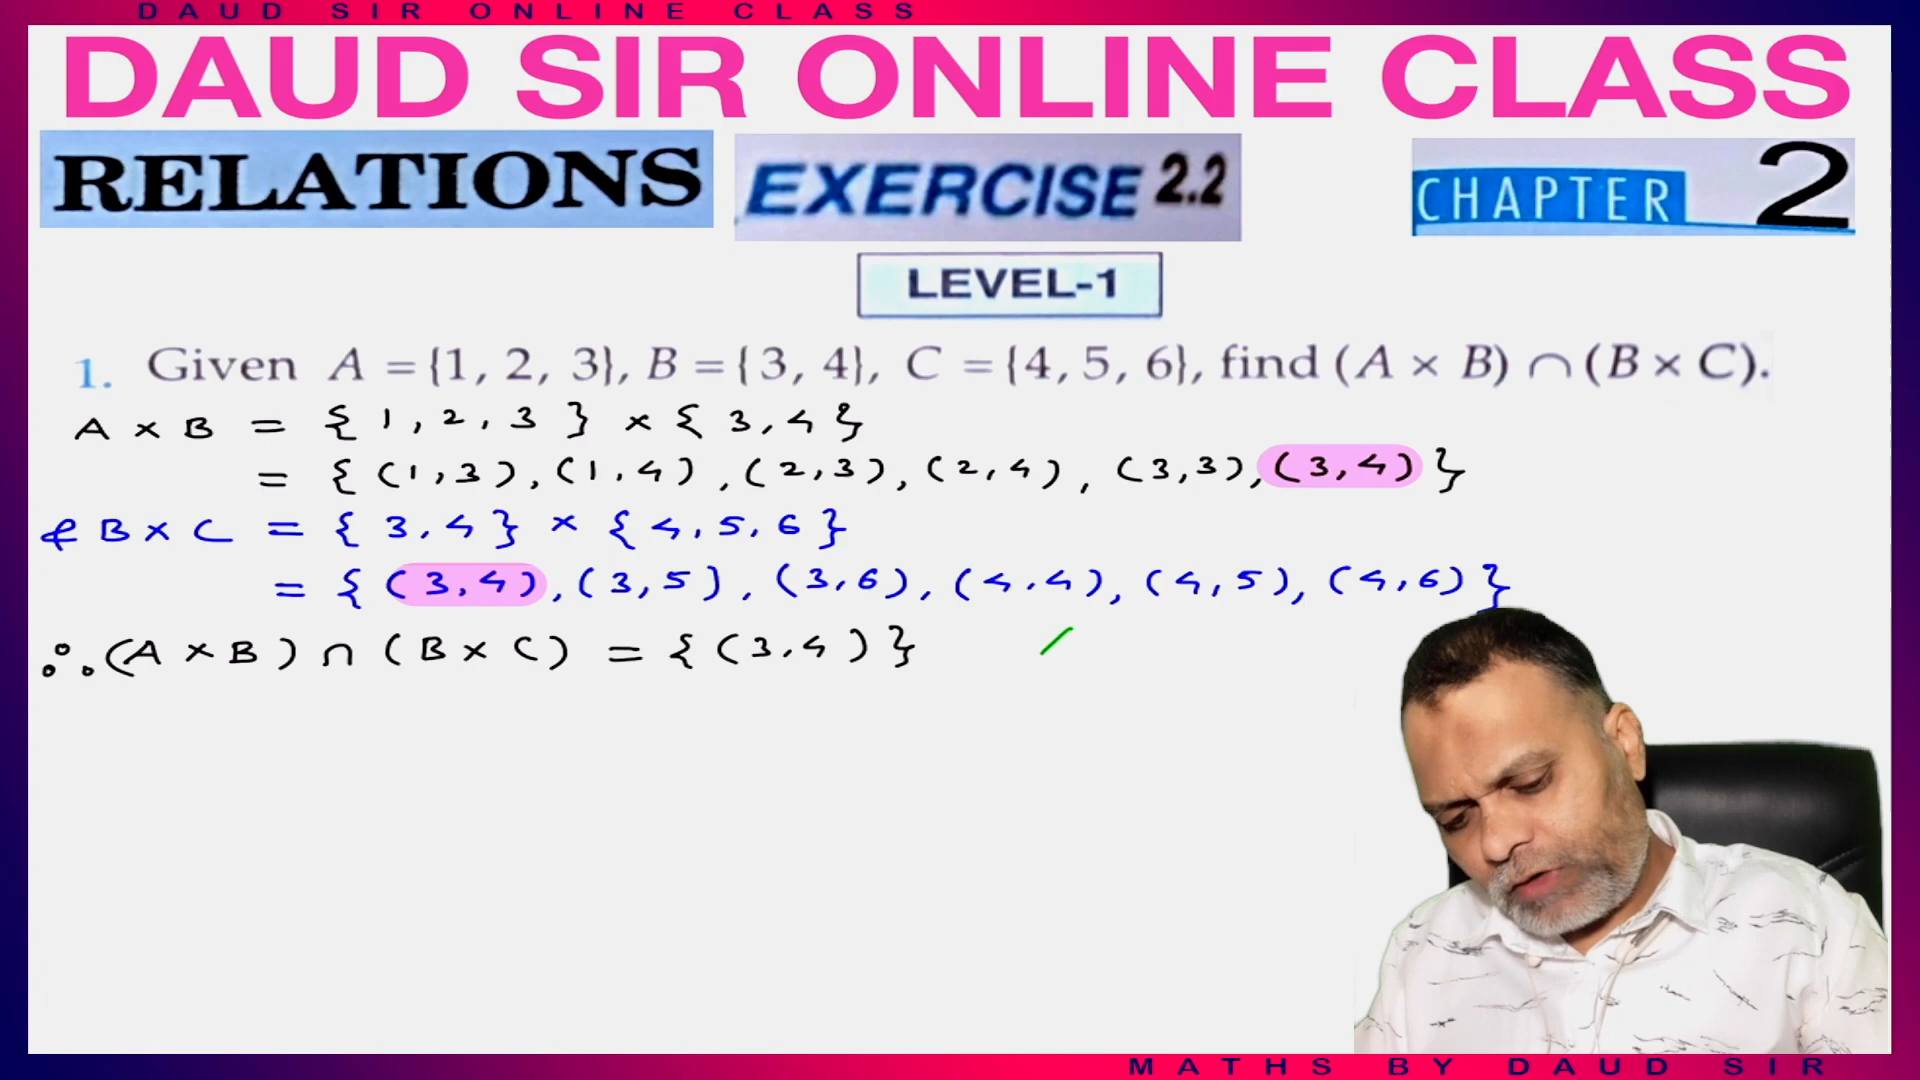 DAUD SIR ONLINE CLASS
DAUD SIR ONLINE CLASS
RELATIONS EXERCISE 2.2 CHAPTER 2
LEVEL-1
1. Given A = {1, 2, 3}, B = {3, 4}, C = {4, 5, 6}, find (A × B) ∩ (B × C).
A × B = { 1, 2, 3 } × { 3, 4 }
= { (1, 3), (1, 4), (2, 3), (2, 4), (3, 3), (3, 4) }
& B × C = { 3, 4 } × { 4, 5, 6 }
= { (3, 4), (3, 5), (3, 6), (4, 4), (4, 5), (4, 6) }
∴ (A × B) ∩ (B × C) = { (3, 4) }
MATHS BY DAUD SIR